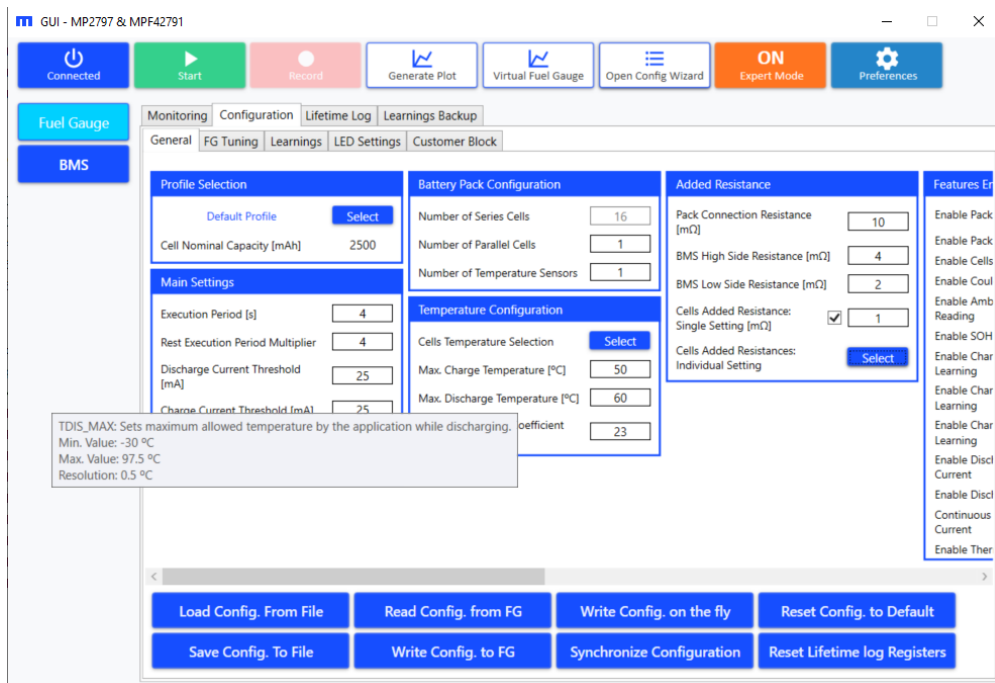 GUI - MP2797 & MPF42791
Connected
Start
Record
Generate Plot
Virtual Fuel Gauge
Open Config Wizard
ON
Expert Mode
Preferences
Fuel Gauge
BMS
Monitoring
Configuration
Lifetime Log
Learnings Backup
General
FG Tuning
Learnings
LED Settings
Customer Block
Profile Selection
Default Profile
Select
Cell Nominal Capacity [mAh]
2500
Main Settings
Execution Period [s]
4
Rest Execution Period Multiplier
4
Discharge Current Threshold
[mA]
25
Charge Current Threshold [mA]
25
Battery Pack Configuration
Number of Series Cells
16
Number of Parallel Cells
1
Number of Temperature Sensors
1
Temperature Configuration
Cells Temperature Selection
Select
Max. Charge Temperature [ºC]
50
Max. Discharge Temperature [ºC]
60
oefficient
23
TDIS_MAX: Sets maximum allowed temperature by the application while discharging.
Min. Value: -30 ºC
Max. Value: 97.5 ºC
Resolution: 0.5 ºC
Added Resistance
Pack Connection Resistance
[mΩ]
10
BMS High Side Resistance [mΩ]
4
BMS Low Side Resistance [mΩ]
2
Cells Added Resistance:
Single Setting [mΩ]
1
Cells Added Resistances:
Individual Setting
Select
Features En
Enable Pack
Enable Pack
Enable Cells
Enable Coul
Enable Amb
Reading
Enable SOH
Enable Char
Learning
Enable Char
Learning
Enable Char
Learning
Enable Discl
Current
Enable Discl
Continuous
Current
Enable Ther
Load Config. From File
Read Config. from FG
Write Config. on the fly
Reset Config. to Default
Save Config. To File
Write Config. to FG
Synchronize Configuration
Reset Lifetime log Registers